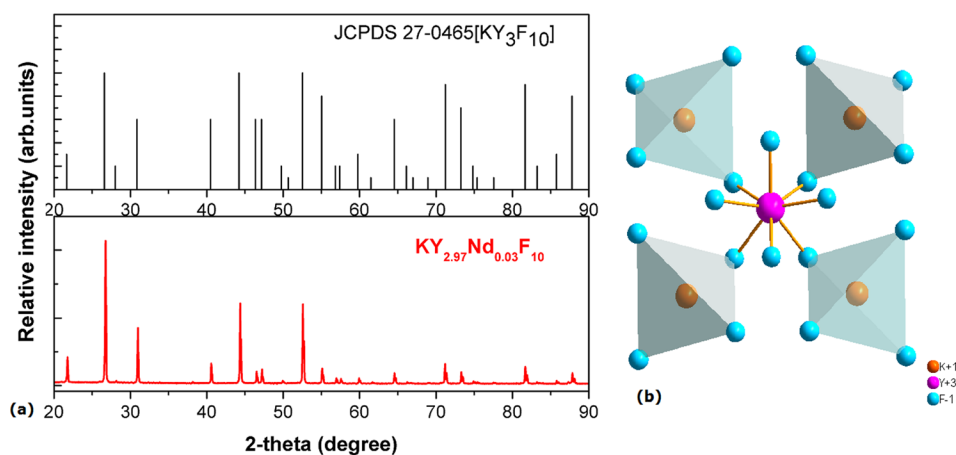 JCPDS 27-0465[KY3F10]
20 30 40 50 60 70 80 90
KY2.97Nd0.03F10
Relative intensity (arb.units)
20 30 40 50 60 70 80 90
2-theta (degree)
(a)
K+1
Y+3
F-1
(b)